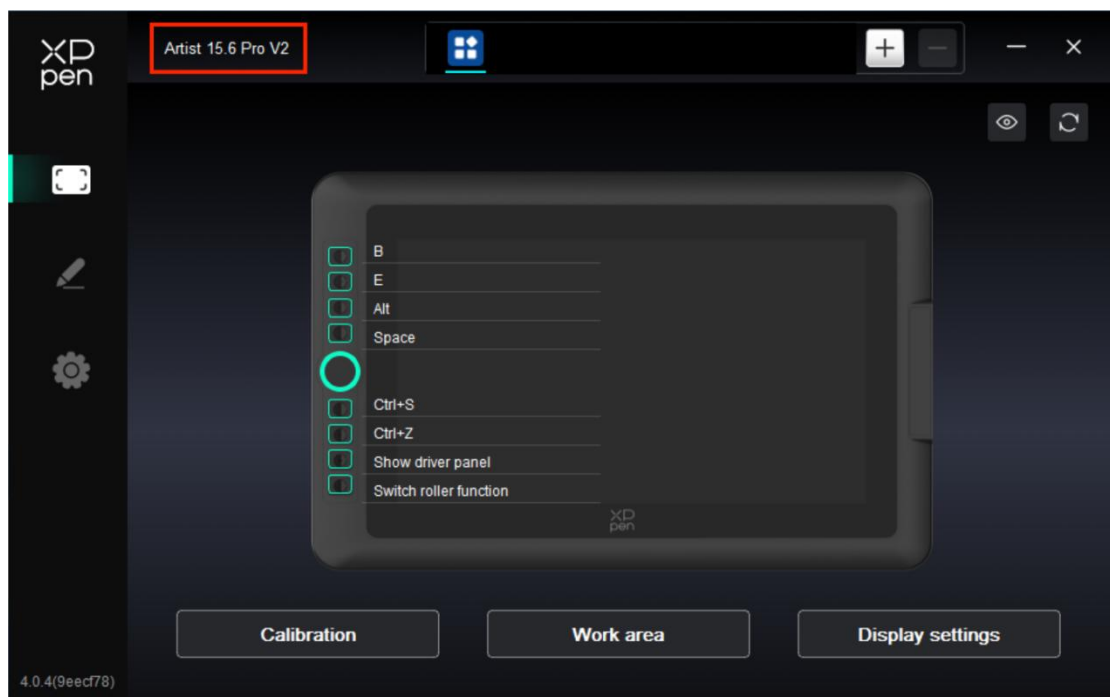 XP
pen
Artist 15.6 Pro V2
B
E
Alt
Space
Ctrl+S
Ctrl+Z
Show driver panel
Switch roller function
XP
pen
Calibration
Work area
Display settings
4.0.4(9eecf78)